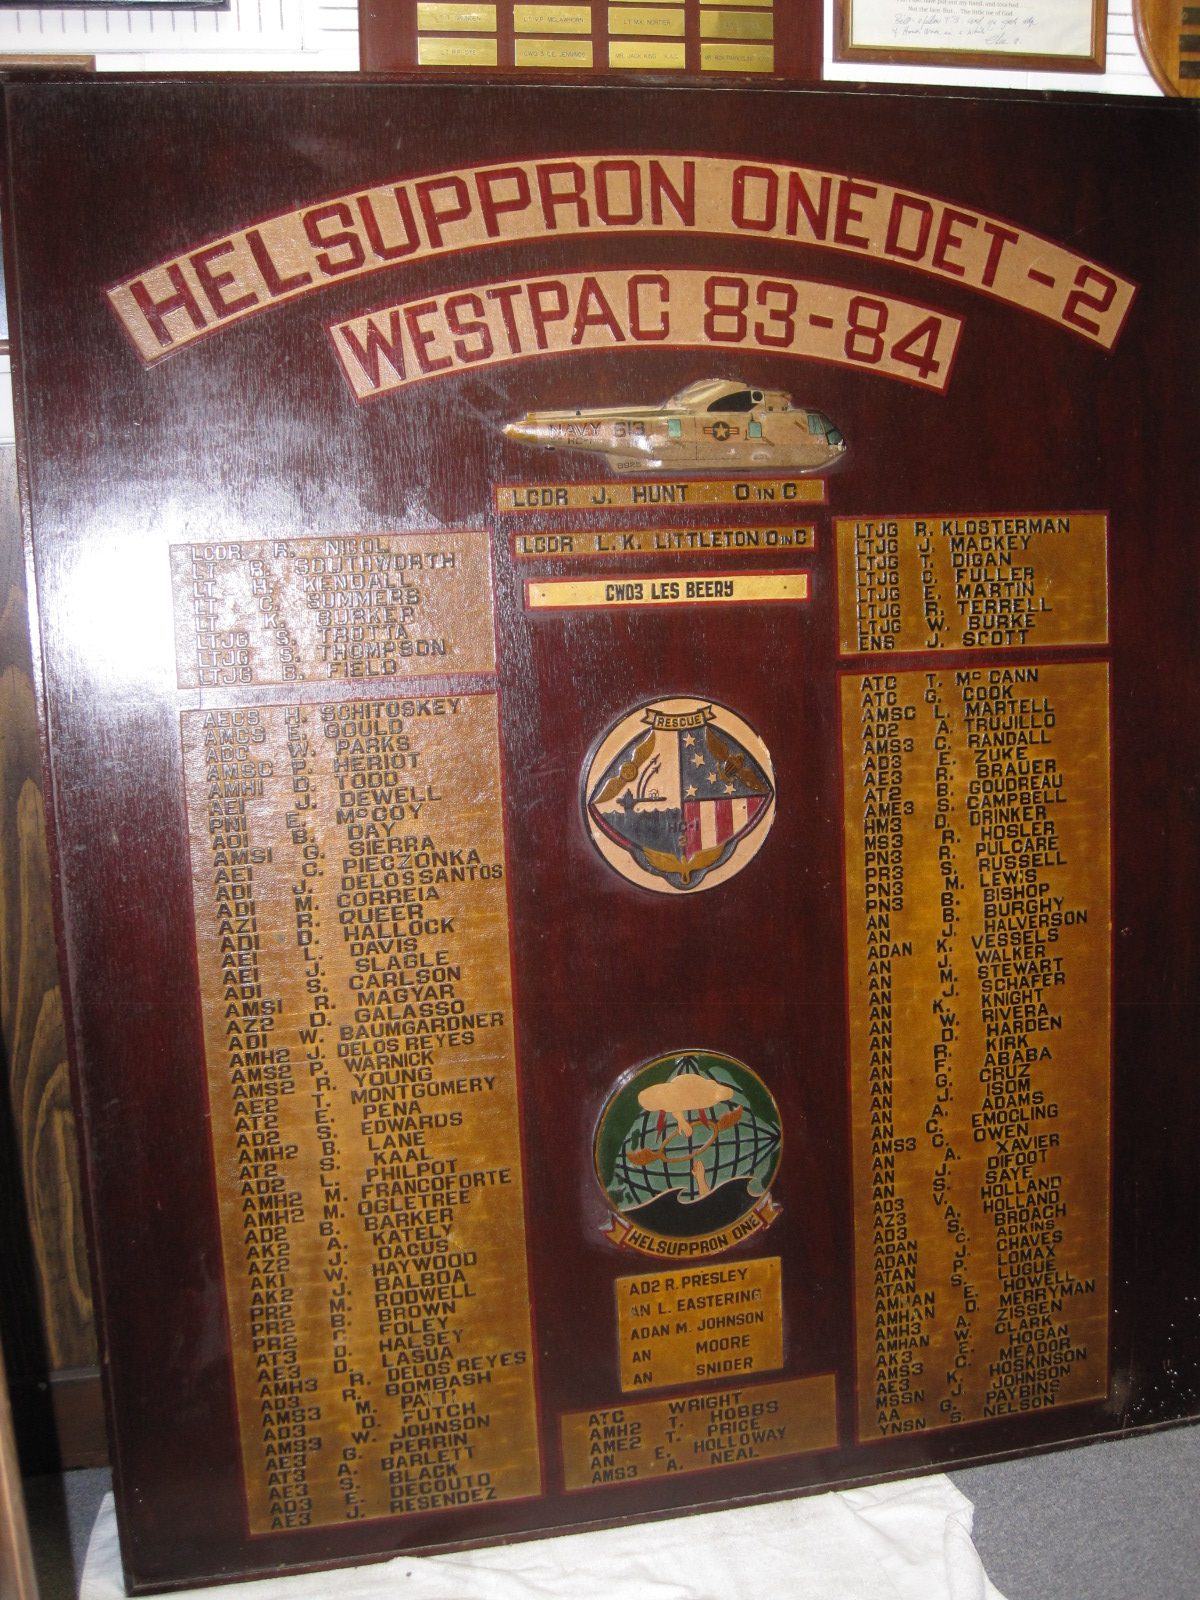 LT V.P. MCLAWHORN
LT M.K. NORTIER
CWO3 S.E. JENNINGS
MR. JACK KING
HELSUPPRON ONE DET-2
WESTPAC 83-84
NAVY 513
HC-1
LCDR J. HUNT O IN C
LCDR L.K. LITTLETON O IN C
CWO3 LES BEERY
LCDR R. NICOL
LT R. SOUTHWORTH
LT H. KENDALL
LT C. SUMMERS
LT K. BURKER
LTJG S. TROTTA
LTJG S. THOMPSON
LTJG B. FIELD
LTJG R. KLOSTERMAN
LTJG J. MACKEY
LTJG T. DIGAN
LTJG C. FULLER
LTJG E. MARTIN
LTJG R. TERRELL
LTJG W. BURKE
ENS J. SCOTT
AECS H. SCHITOSKEY
AMCS E. GOULD
ADC W. PARKS
AMSC P. HERIOT
AMH1 D. TODD
AE1 J. DEWELL
PN1 E. McCOY
AD1 B. DAY
AMS1 G. SIERRA
AE1 C. PIECZONKA
AD1 J. DELOS SANTOS
AD1 M. CORREIA
AZ1 R. QUEER
AD1 D. HALLOCK
AE1 L. DAVIS
AE1 J. SLAGLE
AD1 S. CARLSON
AMS1 R. MAGYAR
AZ2 D. GALASSO
AD1 W. BAUMGARDNER
AMH2 J. DELOS REYES
AMS2 P. WARNICK
AMS2 R. YOUNG
AE2 T. MONTGOMERY
AT2 E. PENA
AD2 S. EDWARDS
AMH2 B. LANE
AT2 S. KAAL
AD2 L. PHILPOT
AMH2 M. FRANCOFORTE
AMH2 M. OGLETREE
AD2 B. BARKER
AK2 A. KATELY
AZ2 J. DACUS
AK1 W. HAYWOOD
AK2 J. BALBOA
PR2 M. RODWELL
PR2 B. BROWN
PR2 C. FOLEY
AT3 D. HALSEY
AE3 D. LASUA
AMH3 R. DELOS REYES
AD3 R. BOMBASH
AMS3 M. PATTI
AD3 D. FUTCH
AMS3 W. JOHNSON
AE3 G. PERRIN
AT3 A. BARLETT
AE3 S. BLACK
AD3 E. DECOUTO
AE3 J. RESENDEZ
RESCUE
HC-1
HELSUPPRON ONE
AD2 R. PRESLEY
AN L. EASTERING
ADAN M. JOHNSON
AN MOORE
AN SNIDER
ATC WRIGHT
AMH2 T. HOBBS
AME2 T. PRICE
AN E. HOLLOWAY
AMS3 A. NEAL
ATC T. McCANN
ATC G. COOK
AMSC L. MARTELL
AD2 A. TRUJILLO
AMS3 C. RANDALL
AD3 E. ZUKE
AE3 R. BRAUER
AT2 B. GOUDREAU
AME3 S. CAMPBELL
HM3 D. DRINKER
MS3 R. HOSLER
PN3 R. PULCARE
PR3 S. RUSSELL
PN3 M. LEWIS
PN3 B. BISHOP
AN B. BURGHY
AN J. HALVERSON
ADAN K. VESSELS
AN J. WALKER
AN M. STEWART
AN J. SCHAFER
AN K. KNIGHT
AN W. RIVERA
AN D. HARDEN
AN R. KIRK
AN F. ABABA
AN G. CRUZ
AN J. ISOM
AN A. ADAMS
AN C. EMOCLING
AMS3 C. OWEN
AN A. XAVIER
AN J. DIFOOT
AN S. SAYE
AD3 V. HOLLAND
AZ3 A. HOLLAND
AD3 S. BROACH
ADAN C. ADKINS
ADAN J. CHAVES
ATAN P. LOMAX
ATAN S. LUGUE
AMHAN E. HOWELL
AMHAN D. MERRYMAN
AMH3 A. ZISSEN
AMHAN W. CLARK
AK3 E. HOGAN
AMS3 C. MEADOR
AE3 K. HOSKINSON
MSSN J. JOHNSON
AA G. PAYBINS
YNSN S. NELSON